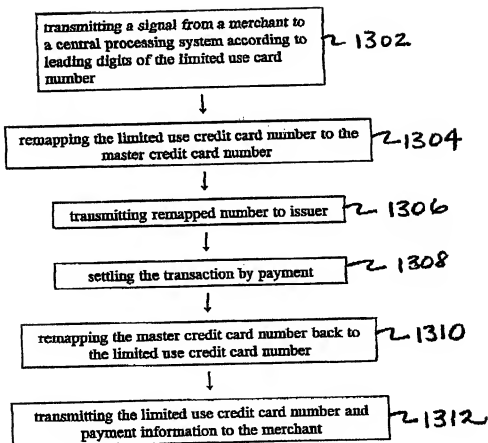 transmitting a signal from a merchant to
a central processing system according to
leading digits of the limited use card
number
1302
remapping the limited use credit card number to the
master credit card number
1304
transmitting remapped number to issuer
1306
settling the transaction by payment
1308
remapping the master credit card number back to
the limited use credit card number
1310
transmitting the limited use credit card number and
payment information to the merchant
1312